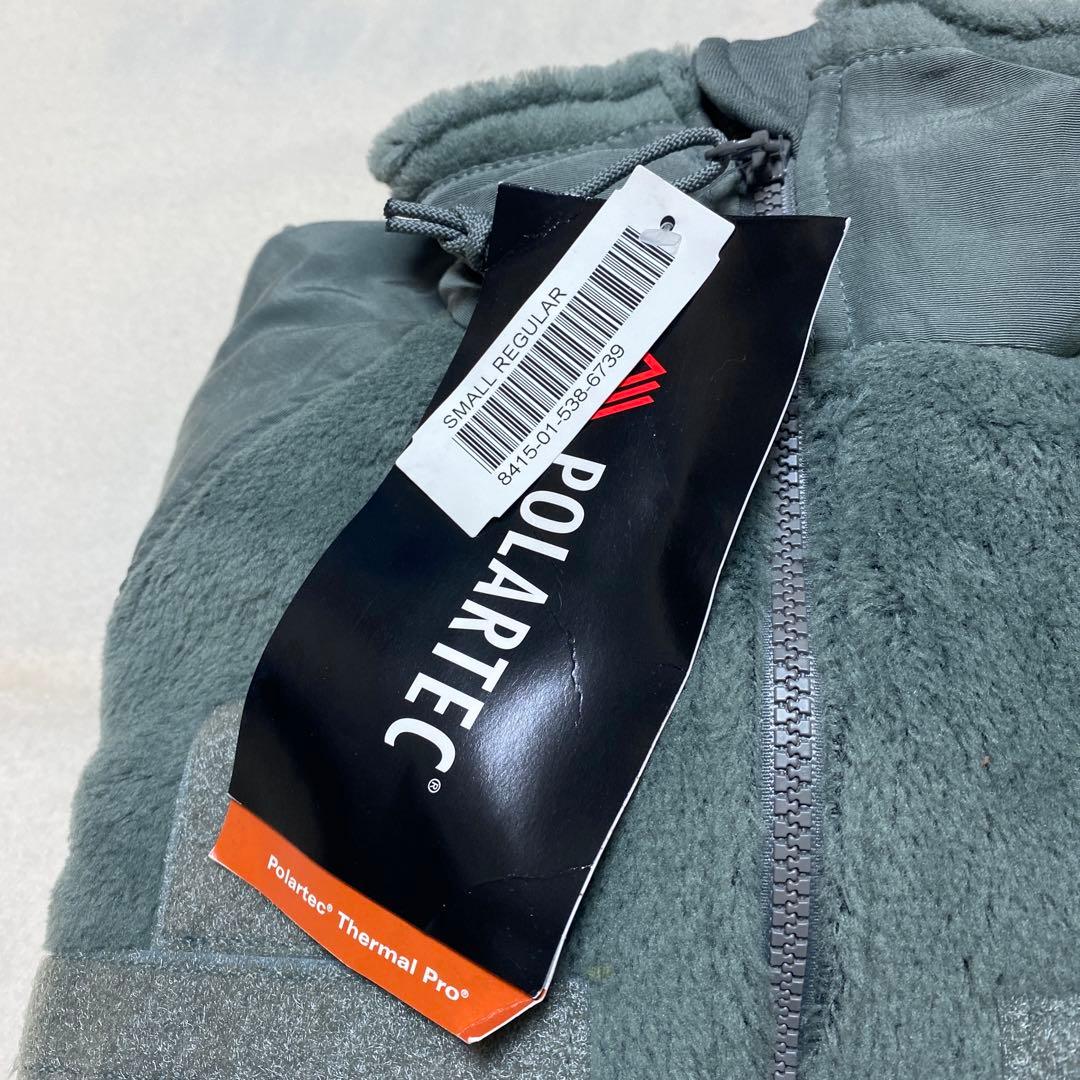 SMALL REGULAR
8415-01-538-6739
POLARTEC®
Polartec® Thermal Pro®